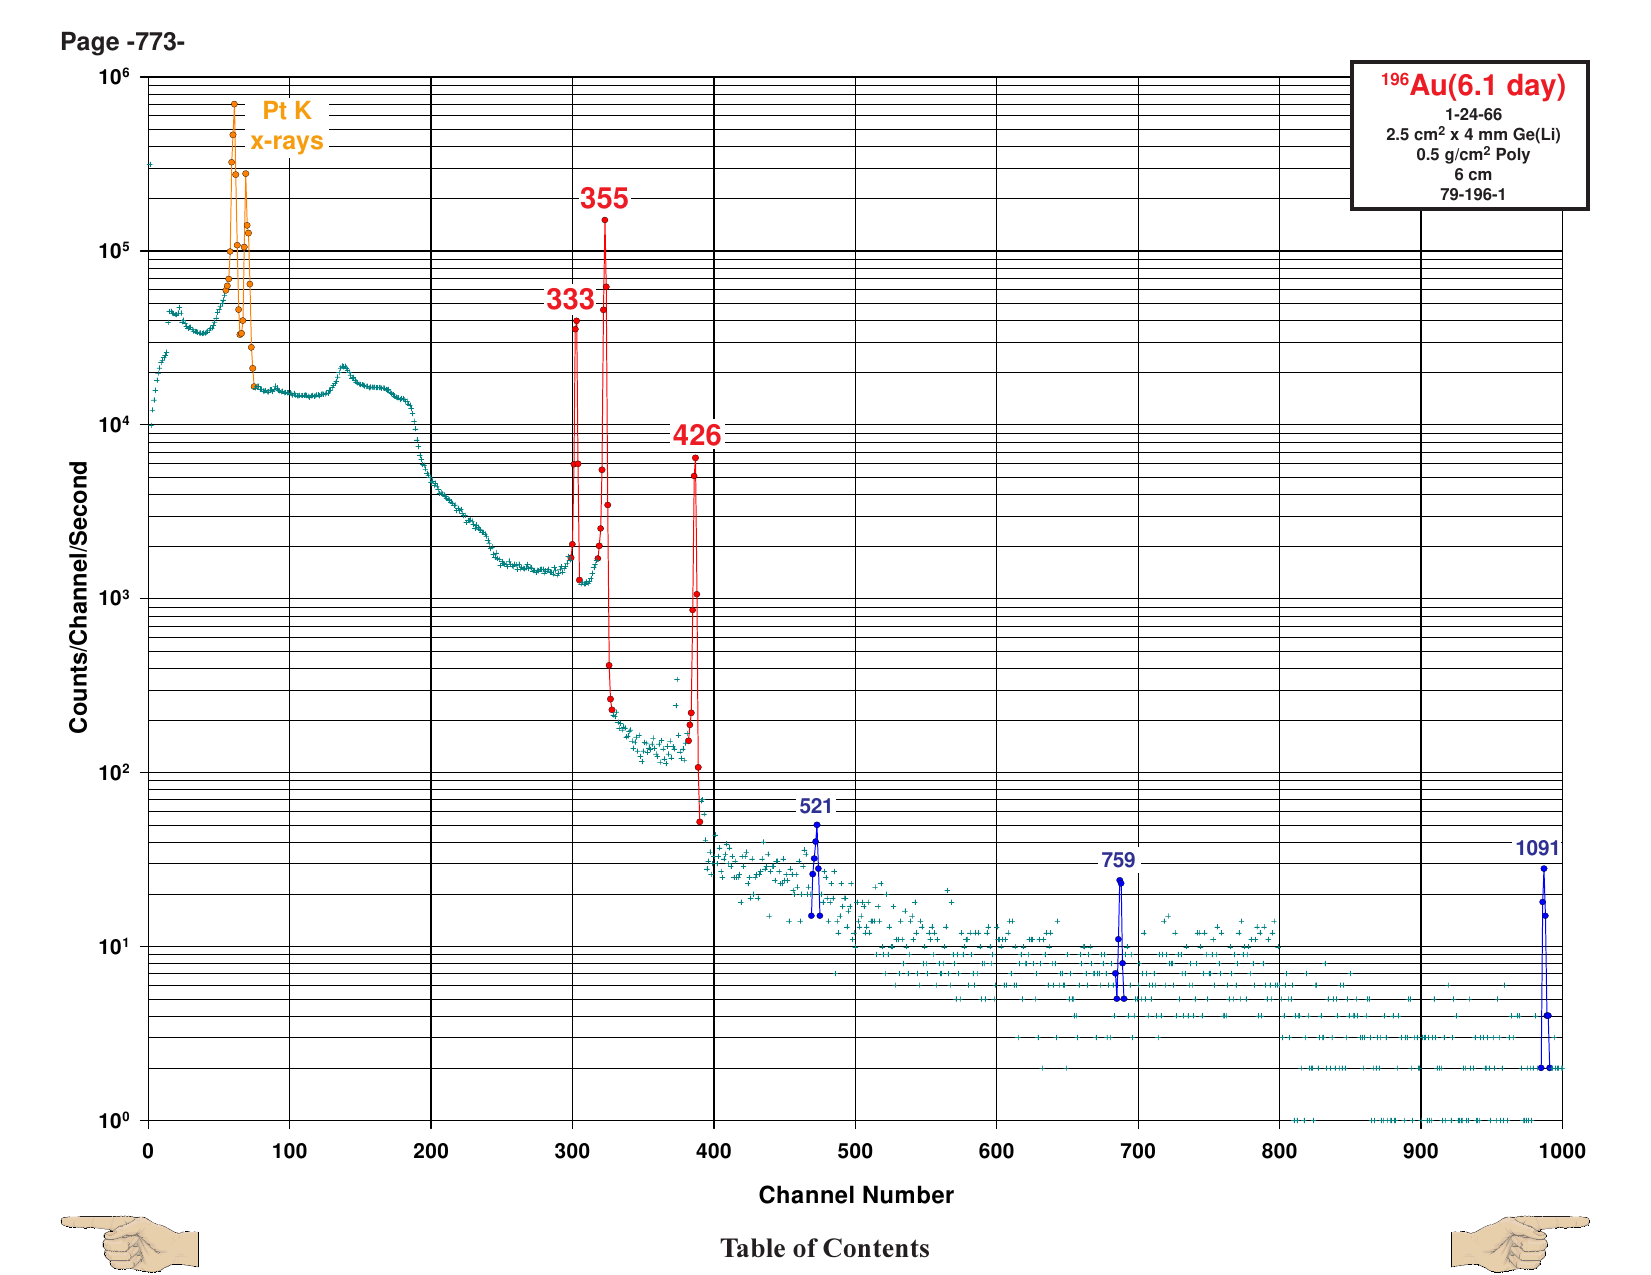 Page -773-
¹⁹⁶Au(6.1 day)
1-24-66
2.5 cm² x 4 mm Ge(Li)
0.5 g/cm² Poly
6 cm
79-196-1
Pt K
x-rays
355
333
426
521
759
1091
Counts/Channel/Second
10⁶
10⁵
10⁴
10³
10²
10¹
10⁰
0 100 200 300 400 500 600 700 800 900 1000
Channel Number
Table of Contents